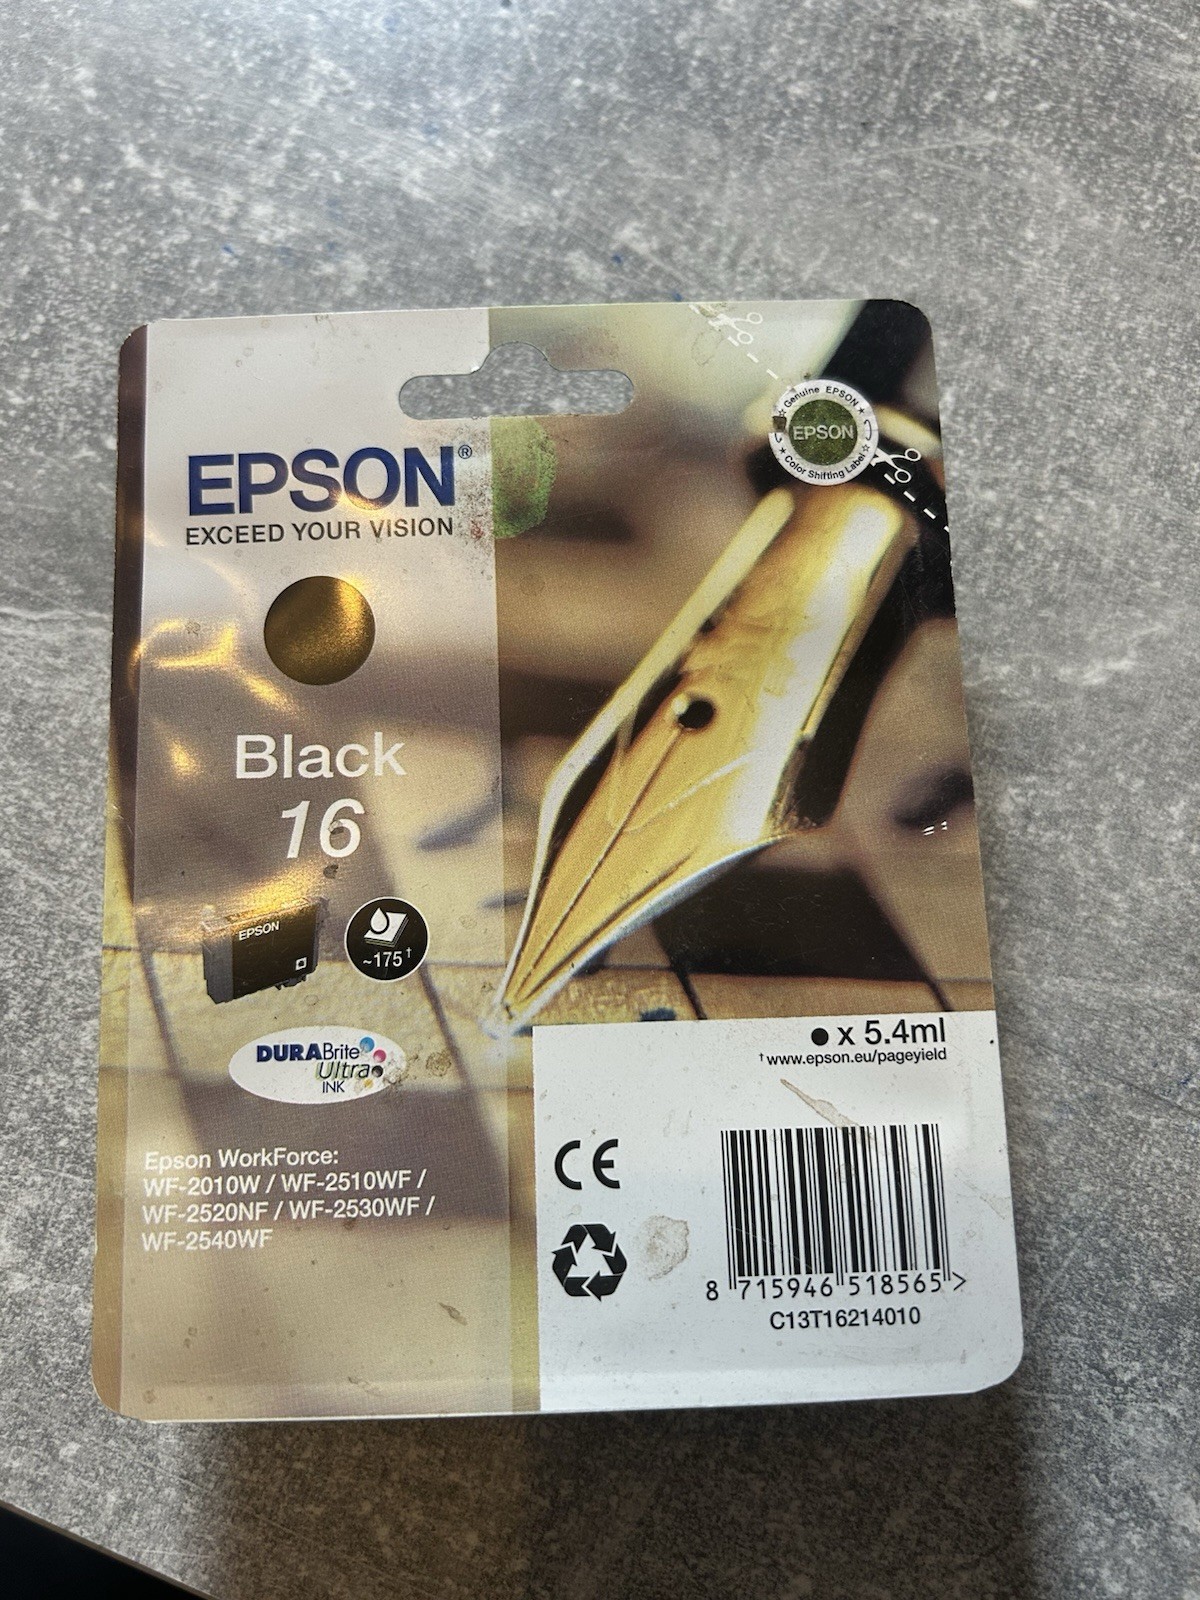 Genuine EPSON
EPSON
Color Shifting Label
EPSON®
EXCEED YOUR VISION
Black
16
EPSON
~175†
DURABrite
Ultra
INK
● x 5.4ml
†www.epson.eu/pageyield
Epson WorkForce:
WF-2010W / WF-2510WF /
WF-2520NF / WF-2530WF /
WF-2540WF
CE
8 715946 518565 >
C13T16214010